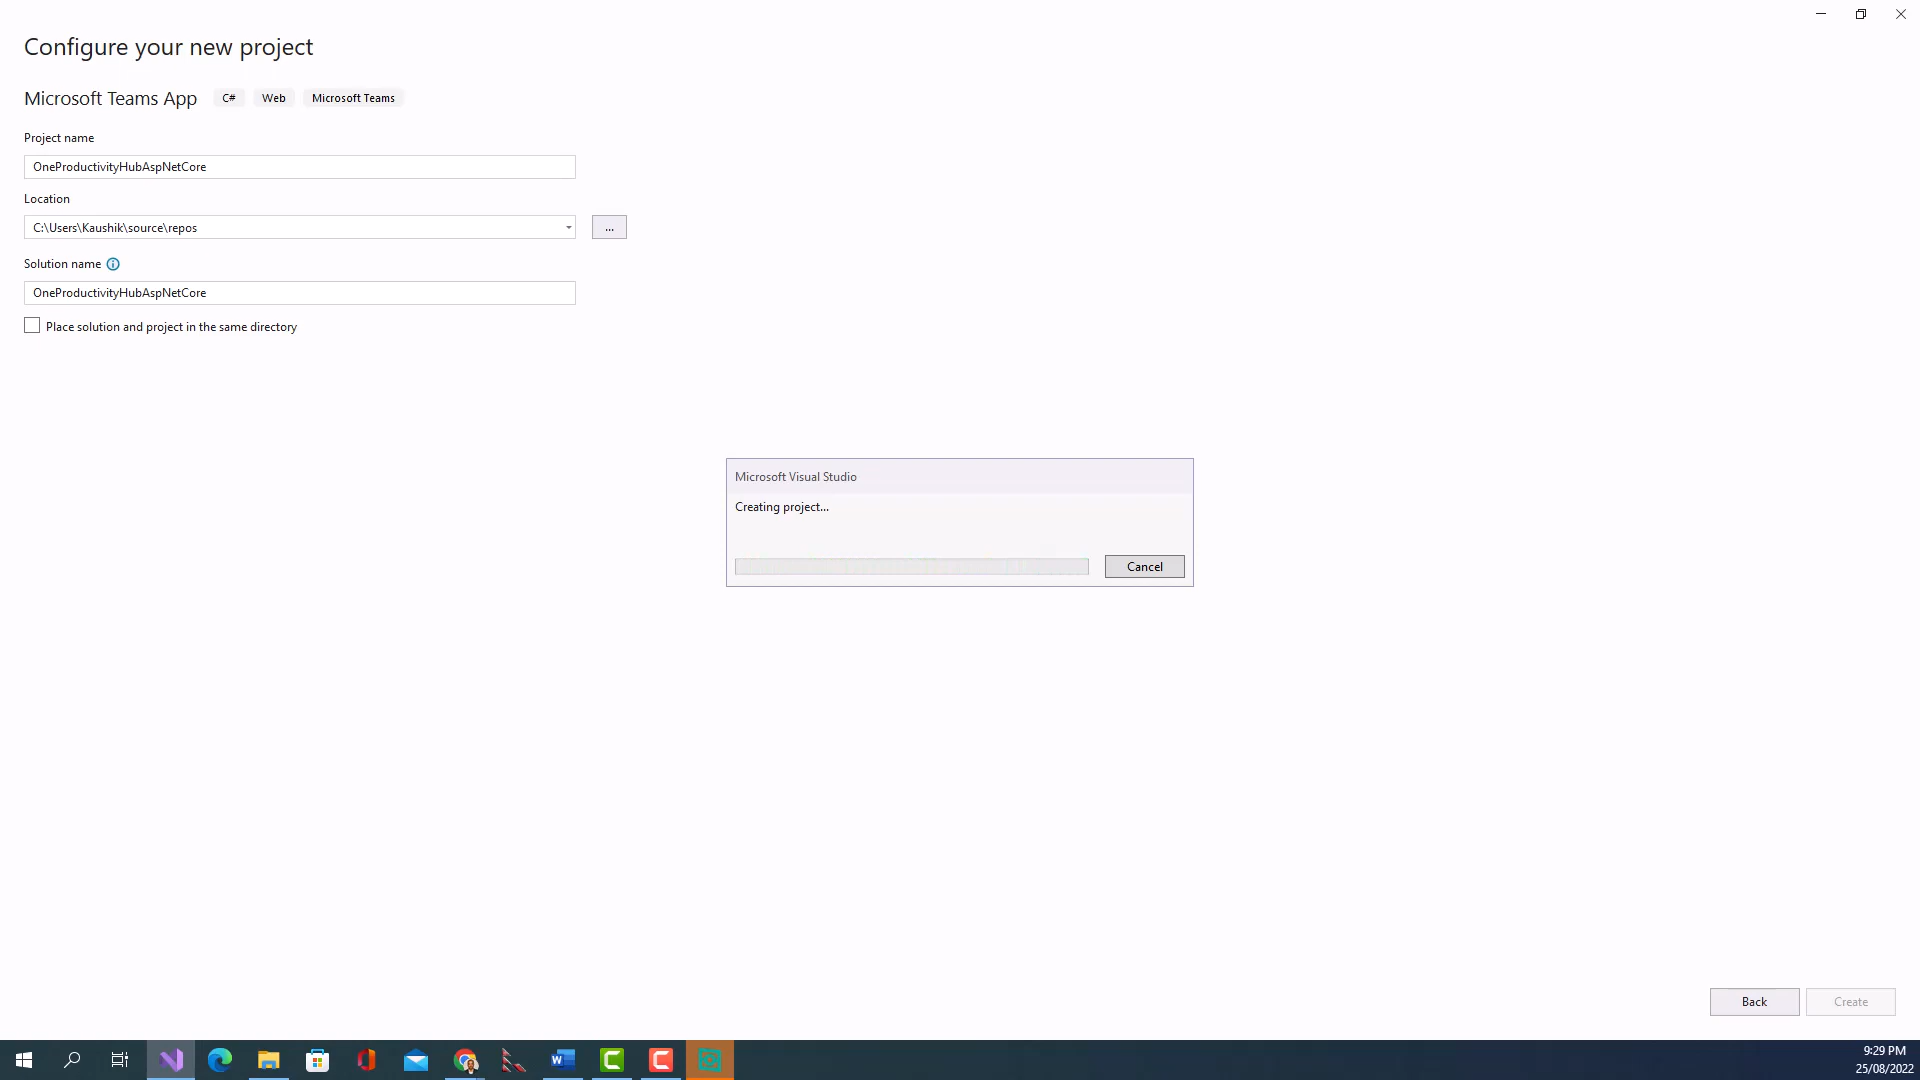 Configure your new project
Microsoft Teams App C# Web Microsoft Teams
Project name
OneProductivityHubAspNetCore
Location
C:\Users\Kaushik\source\repos
...
Solution name
OneProductivityHubAspNetCore
Place solution and project in the same directory
Microsoft Visual Studio
Creating project...
Cancel
Back
Create
9:29 PM
25/08/2022